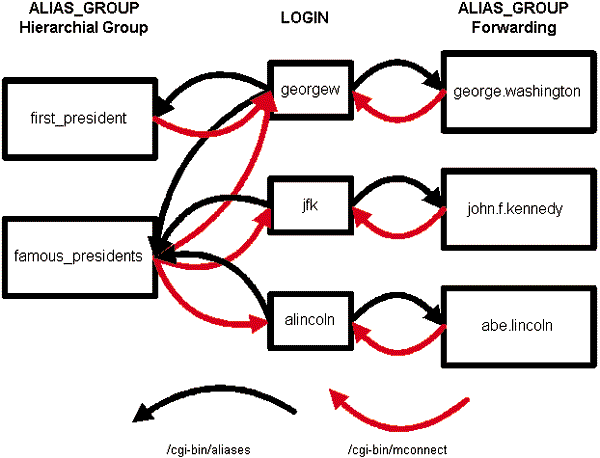 ALIAS_GROUP
Hierarchial Group
LOGIN
ALIAS_GROUP
Forwarding
first_president
georgew
george.washington
famous_presidents
jfk
john.f.kennedy
alincoln
abe.lincoln
/cgi-bin/aliases
/cgi-bin/mconnect